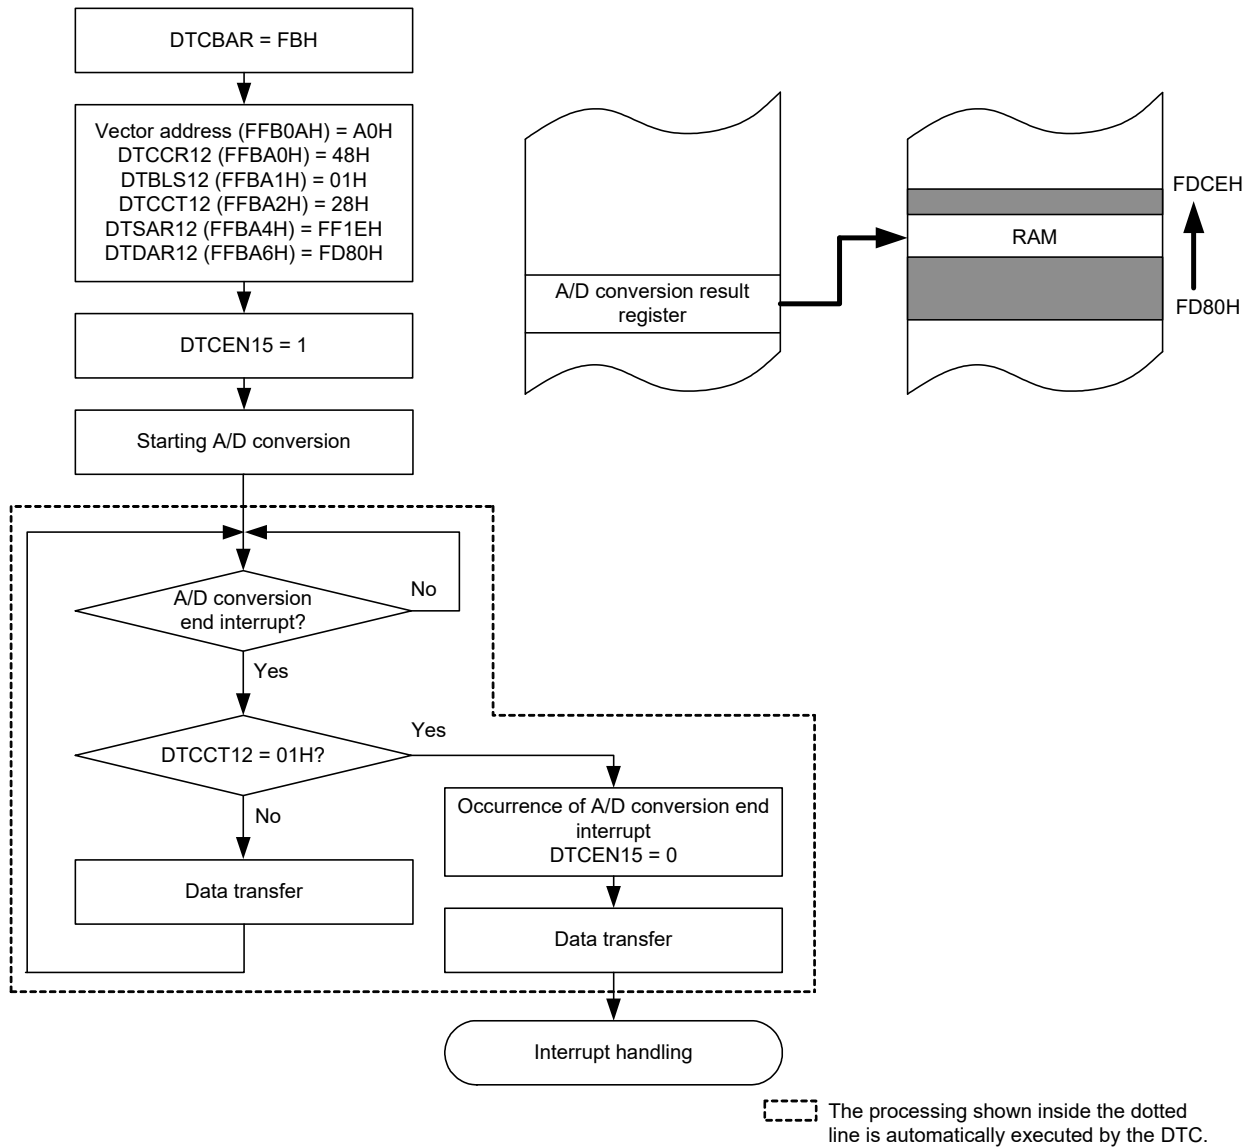 DTCBAR = FBH
Vector address (FFB0AH) = A0H
DTCCR12 (FFBA0H) = 48H
DTBLS12 (FFBA1H) = 01H
DTCCT12 (FFBA2H) = 28H
DTSAR12 (FFBA4H) = FF1EH
DTDAR12 (FFBA6H) = FD80H
DTCEN15 = 1
Starting A/D conversion
A/D conversion result
register
FDCEH
RAM
FD80H
A/D conversion
end interrupt?
No
Yes
DTCCT12 = 01H?
Yes
No
Occurrence of A/D conversion end
interrupt
DTCEN15 = 0
Data transfer
Data transfer
Interrupt handling
The processing shown inside the dotted
line is automatically executed by the DTC.